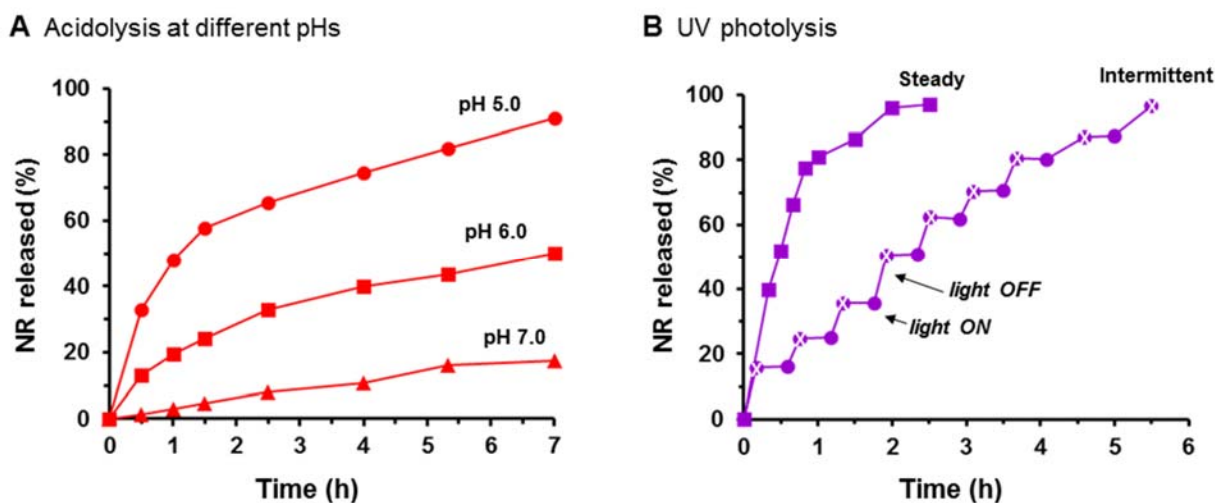 A Acidolysis at different pHs
100
80
60
40
20
0
NR released (%)
pH 5.0
pH 6.0
pH 7.0
0 1 2 3 4 5 6 7
Time (h)
B UV photolysis
100
80
60
40
20
0
NR released (%)
Steady
Intermittent
light OFF
light ON
0 1 2 3 4 5 6
Time (h)